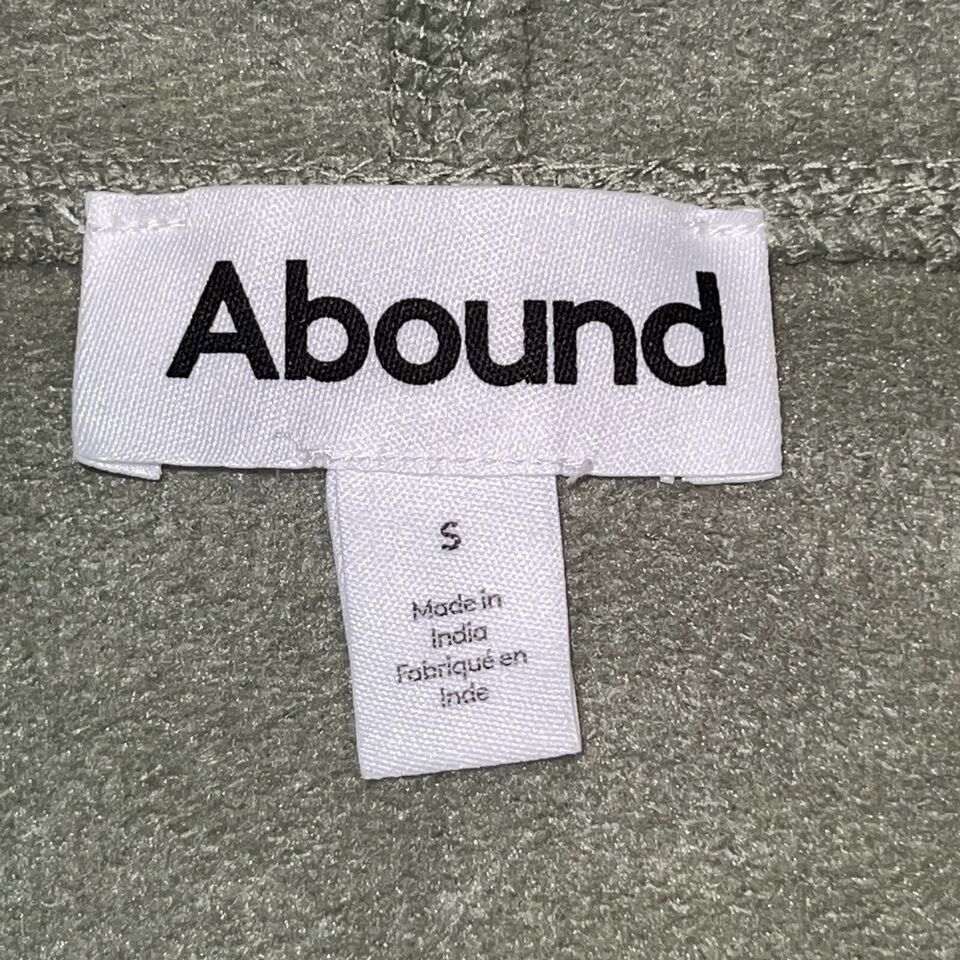 Abound
S
Made in
India
Fabriqué en
Inde